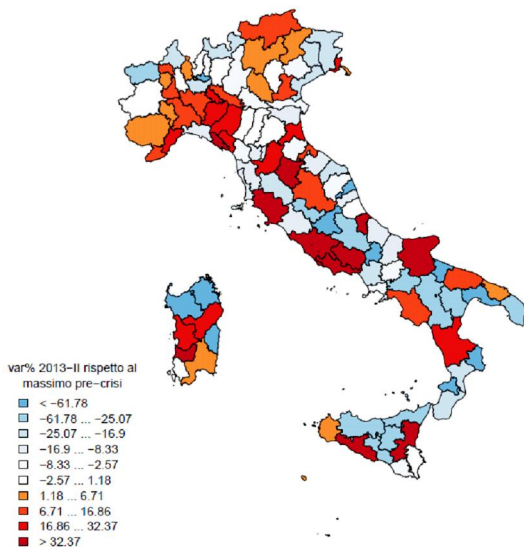 var% 2013−II rispetto al
massimo pre−crisi
< −61.78
−61.78 ... −25.07
−25.07 ... −16.9
−16.9 ... −8.33
−8.33 ... −2.57
−2.57 ... 1.18
1.18 ... 6.71
6.71 ... 16.86
16.86 ... 32.37
> 32.37